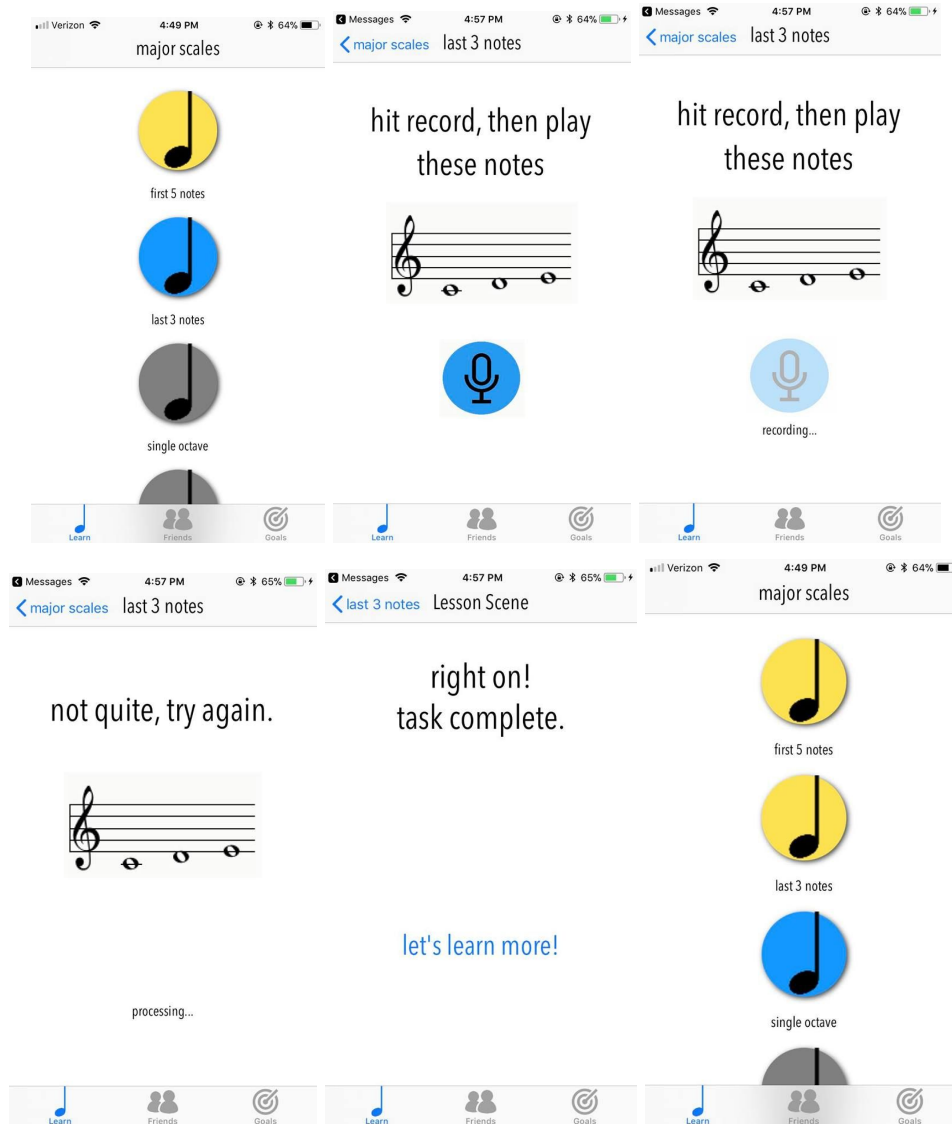 Verizon 4:49 PM 64%
major scales
first 5 notes
last 3 notes
single octave
Learn Friends Goals
Messages 4:57 PM 64%
major scales last 3 notes
hit record, then play
these notes
Learn Friends Goals
Messages 4:57 PM 64%
major scales last 3 notes
hit record, then play
these notes
recording...
Learn Friends Goals
Messages 4:57 PM 65%
major scales last 3 notes
not quite, try again.
processing...
Learn Friends Goals
Messages 4:57 PM 65%
last 3 notes Lesson Scene
right on!
task complete.
let's learn more!
Learn Friends Goals
Verizon 4:49 PM 64%
major scales
first 5 notes
last 3 notes
single octave
Learn Friends Goals